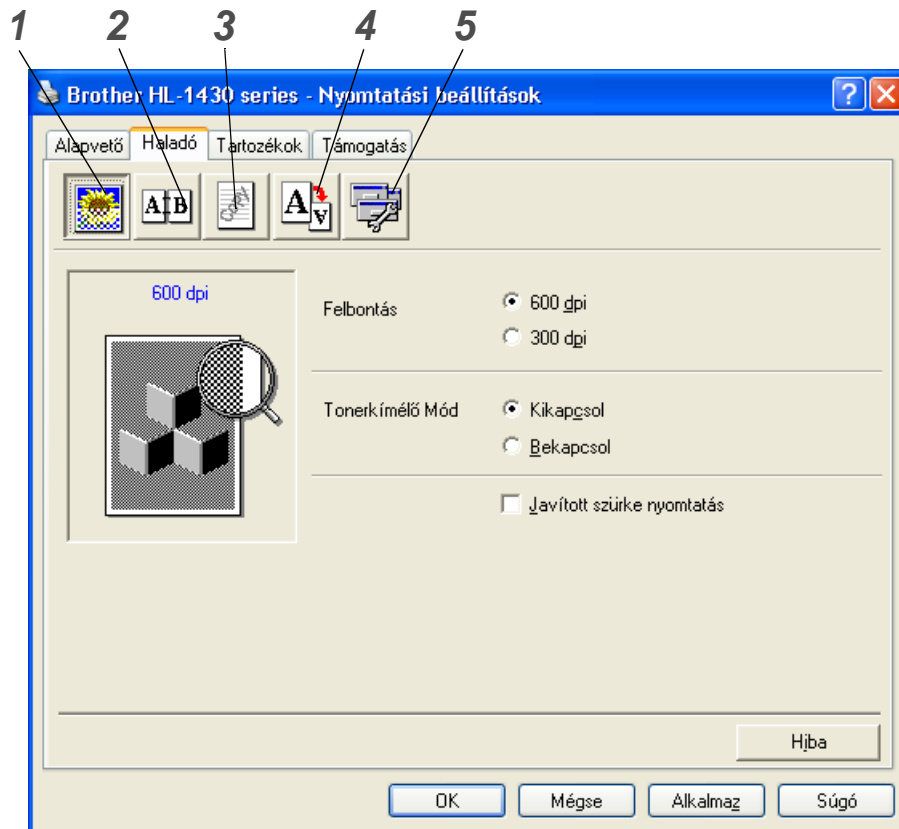 1 2 3 4 5
Brother HL-1430 series - Nyomtatási beállítások
Alapvető Haladó Tartozékok Támogatás
A B A A
600 dpi
Felbontás
600 dpi
300 dpi
Tonerkímélő Mód
Kikapcsol
Bekapcsol
Javított szürke nyomtatás
Hiba
OK Mégse Alkalmaz Súgó